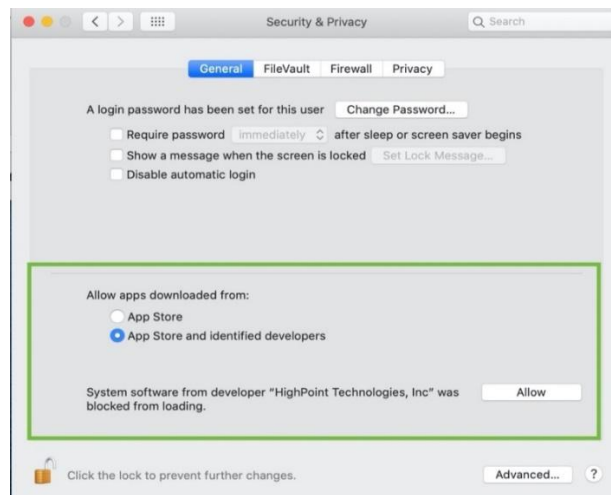 Security & Privacy
Search
General FileVault Firewall Privacy
A login password has been set for this user Change Password...
Require password immediately after sleep or screen saver begins
Show a message when the screen is locked Set Lock Message...
Disable automatic login
Allow apps downloaded from:
App Store
App Store and identified developers
System software from developer “HighPoint Technologies, Inc” was Allow
blocked from loading.
Click the lock to prevent further changes. Advanced... ?